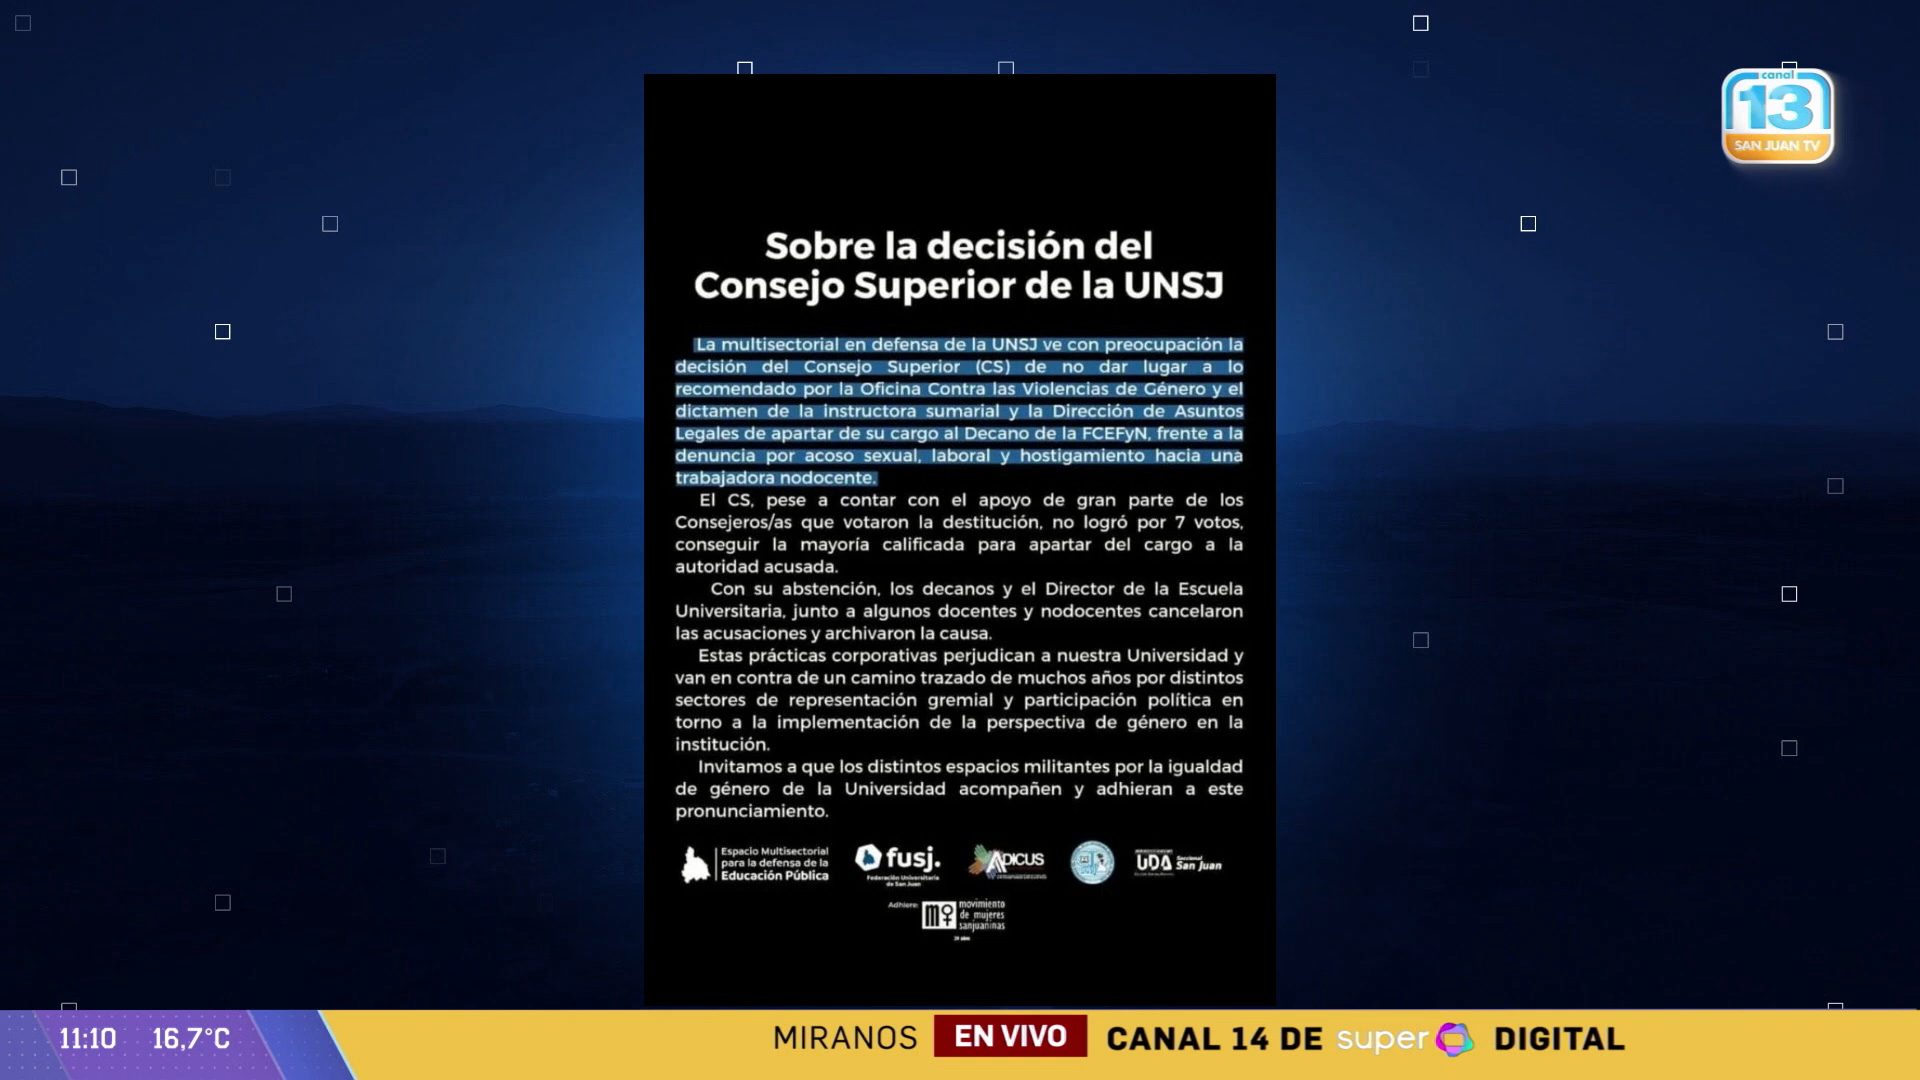 canal
13
SAN JUAN TV
Sobre la decisión del
Consejo Superior de la UNSJ
La multisectorial en defensa de la UNSJ ve con preocupación la
decisión del Consejo Superior (CS) de no dar lugar a lo
recomendado por la Oficina Contra las Violencias de Género y el
dictamen de la instructora sumarial y la Dirección de Asuntos
Legales de apartar de su cargo al Decano de la FCEFyN, frente a la
denuncia por acoso sexual, laboral y hostigamiento hacia una
trabajadora nodocente.
El CS, pese a contar con el apoyo de gran parte de los
Consejeros/as que votaron la destitución, no logró por 7 votos,
conseguir la mayoría calificada para apartar del cargo a la
autoridad acusada.
Con su abstención, los decanos y el Director de la Escuela
Universitaria, junto a algunos docentes y nodocentes cancelaron
las acusaciones y archivaron la causa.
Estas prácticas corporativas perjudican a nuestra Universidad y
van en contra de un camino trazado de muchos años por distintos
sectores de representación gremial y participación política en
torno a la implementación de la perspectiva de género en la
institución.
Invitamos a que los distintos espacios militantes por la igualdad
de género de la Universidad acompañen y adhieran a este
pronunciamiento.
Espacio Multisectorial
para la defensa de la
Educación Pública
fusj.
Federación Universitaria
de San Juan
ADICUS
UDA Seccional San Juan
Adhiere:
movimiento
de mujeres
sanjuaninas
11:10 16,7°C
MIRANOS EN VIVO CANAL 14 DE super DIGITAL